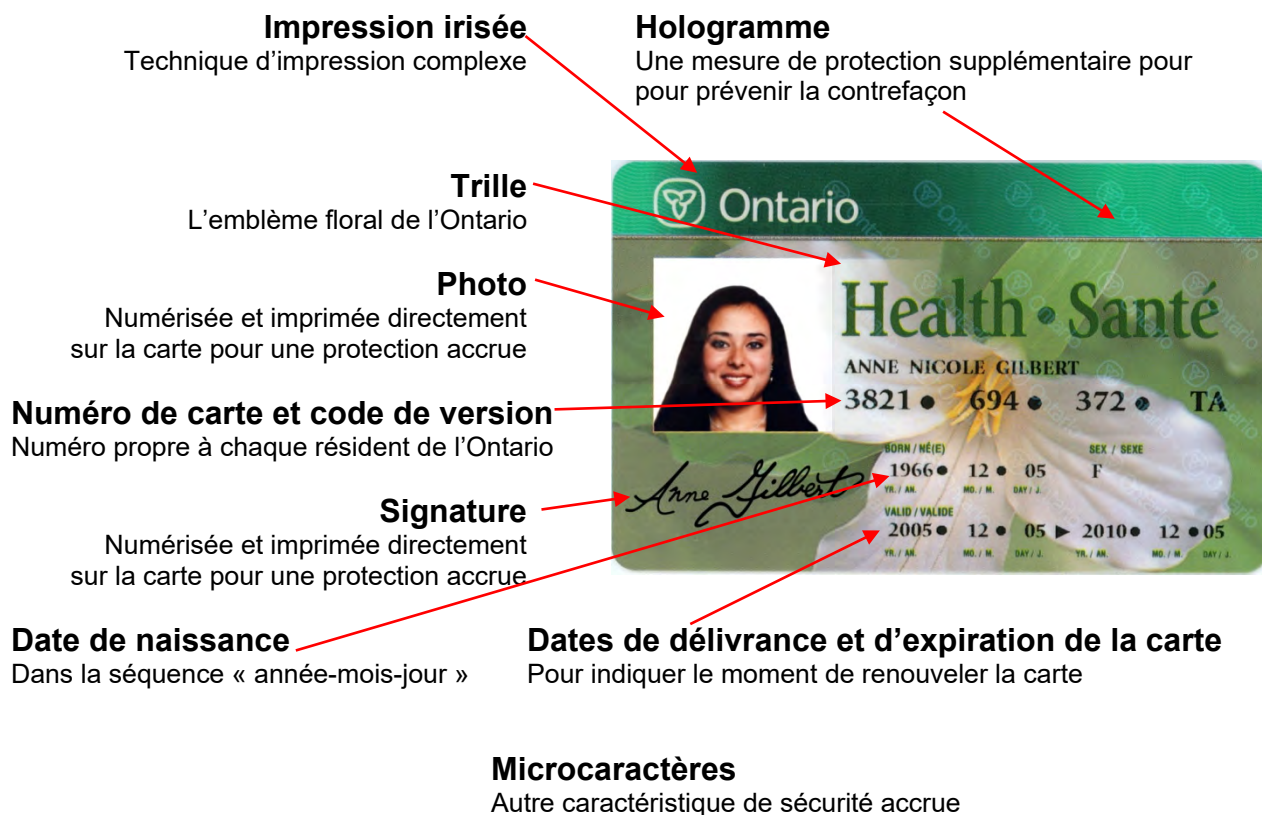 Impression irisée
Technique d'impression complexe
Hologramme
Une mesure de protection supplémentaire pour
pour prévenir la contrefaçon
Trille
L'emblème floral de l'Ontario
Photo
Numérisée et imprimée directement
sur la carte pour une protection accrue
Numéro de carte et code de version
Numéro propre à chaque résident de l'Ontario
Signature
Numérisée et imprimée directement
sur la carte pour une protection accrue
Date de naissance
Dans la séquence « année-mois-jour »
Ontario
Health • Santé
ANNE NICOLE GILBERT
3821 • 694 • 372 • TA
BORN / NÉ(E) SEX / SEXE
1966 • 12 • 05 F
YR. / AN. MO. / M. DAY / J.
VALID / VALIDE
2005 • 12 • 05 ► 2010 • 12 • 05
YR. / AN. MO. / M. DAY / J. YR. / AN. MO. / M. DAY / J.
Anne Gilbert
Dates de délivrance et d'expiration de la carte
Pour indiquer le moment de renouveler la carte
Microcaractères
Autre caractéristique de sécurité accrue